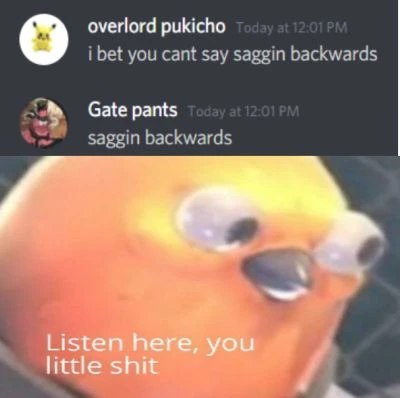 overlord pukicho Today at 12:01 PM
i bet you cant say saggin backwards
Gate pants Today at 12:01 PM
saggin backwards
Listen here, you
little shit